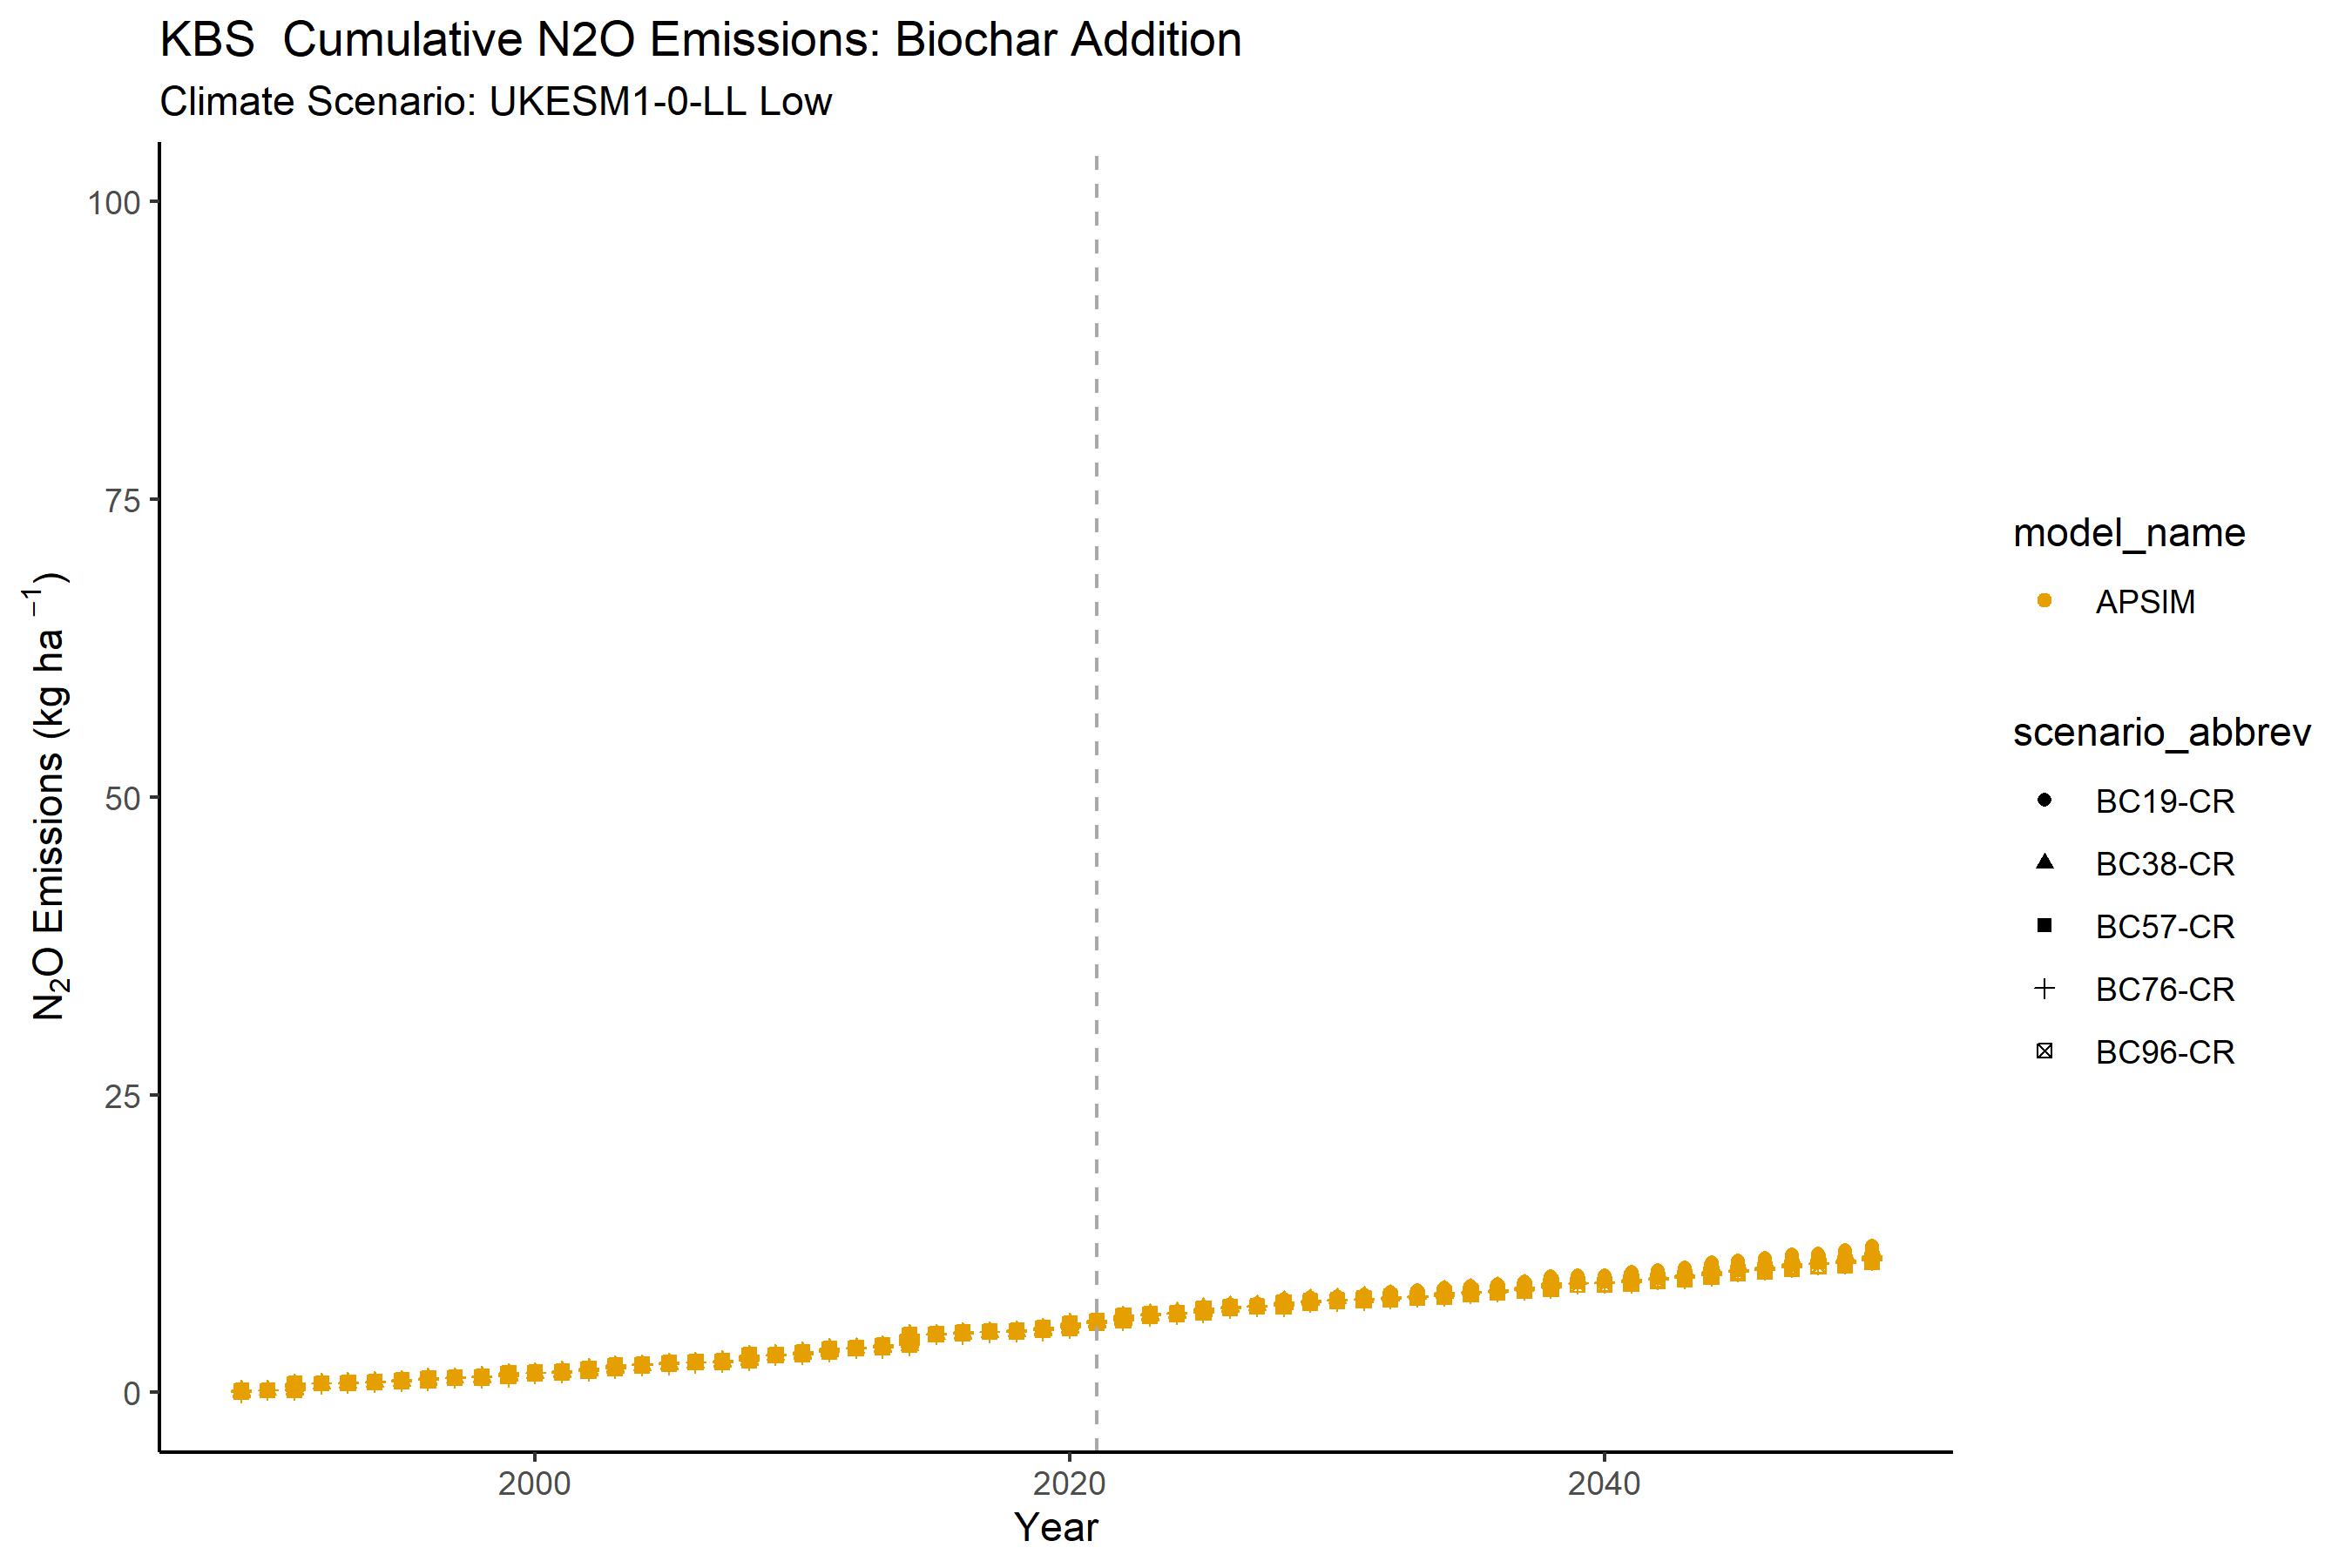 KBS  Cumulative N2O Emissions: Biochar Addition
Climate Scenario: UKESM1-0-LL Low
N₂O Emissions (kg ha ⁻¹)
100
75
50
25
0
2000
2020
2040
Year
model_name
APSIM
scenario_abbrev
BC19-CR
BC38-CR
BC57-CR
BC76-CR
BC96-CR